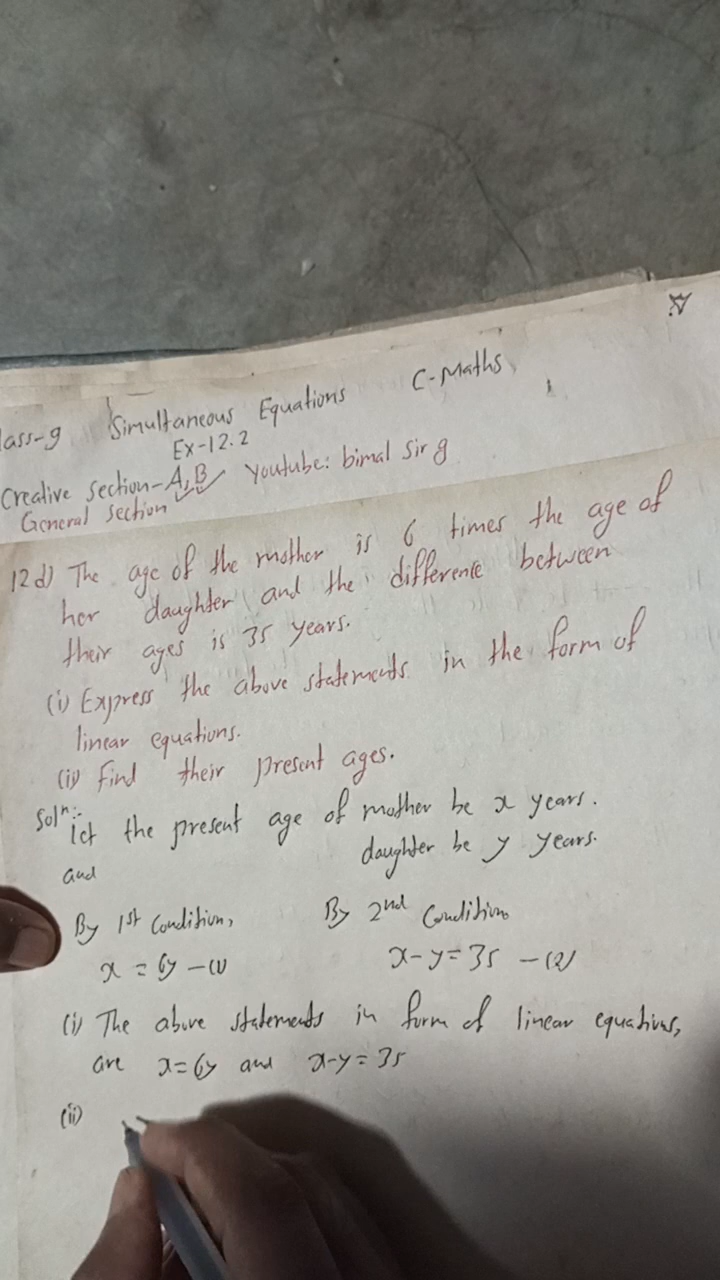 ass-9 Simultaneous Equations C-Maths
Ex-12.2
Creative section-A,B Youtube: bimal sir g
General section
12d) The age of the mother is 6 times the age of
her daughter and the difference between
their ages is 35 years.
(i) Express the above statements in the form of
linear equations.
(ii) Find their present ages.
Solⁿ:-
let the present age of mother be x years.
and daughter be y years.
By 1st Condition, By 2nd Condition
x = 6y -(1) x-y=35 -(2)
(i) The above statements in form of linear equations,
are x=6y and x-y=35
(ii)